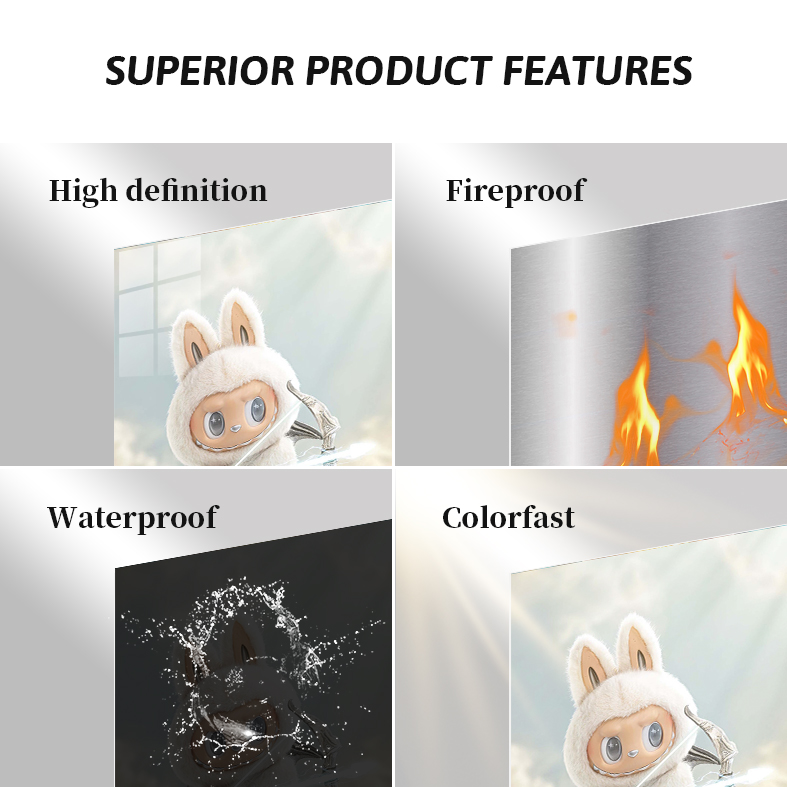 SUPERIOR PRODUCT FEATURES
High definition
Fireproof
Waterproof
Colorfast